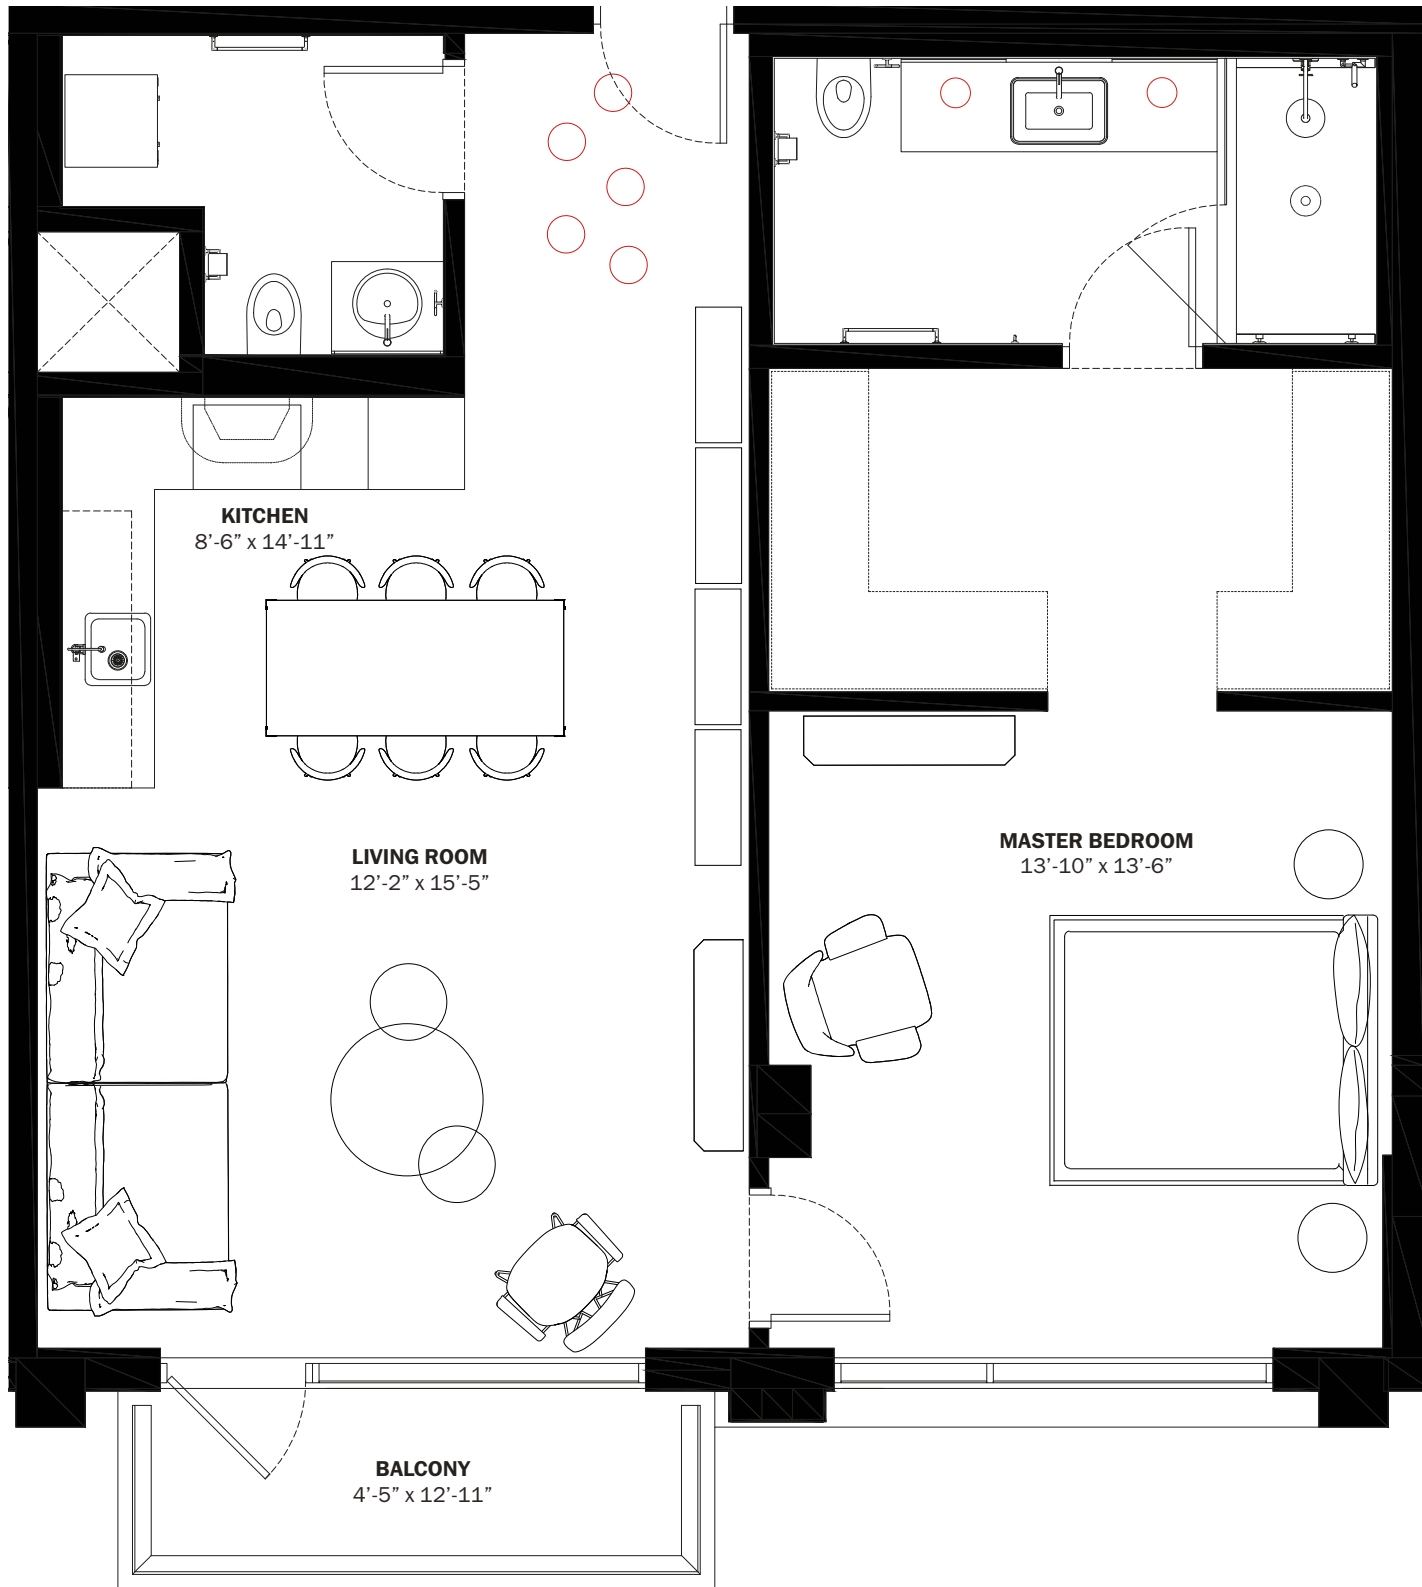 KITCHEN
8’-6” x 14’-11”
LIVING ROOM
12’-2” x 15’-5”
MASTER BEDROOM
13’-10” x 13’-6”
BALCONY
4’-5” x 12’-11”